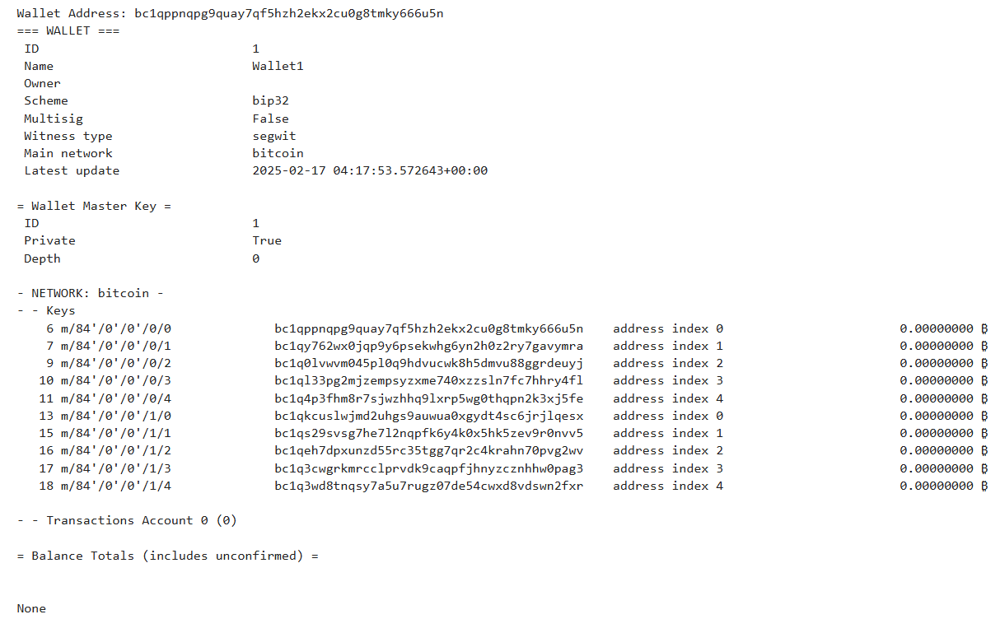 Wallet Address: bc1qppnqpg9quay7qf5hzh2ekx2cu0g8tmky666u5n
=== WALLET ===
ID 1
Name Wallet1
Owner
Scheme bip32
Multisig False
Witness type segwit
Main network bitcoin
Latest update 2025-02-17 04:17:53.572643+00:00
= Wallet Master Key =
ID 1
Private True
Depth 0
- NETWORK: bitcoin -
- - Keys
6 m/84'/0'/0'/0/0 bc1qppnqpg9quay7qf5hzh2ekx2cu0g8tmky666u5n address index 0 0.00000000 ₿
7 m/84'/0'/0'/0/1 bc1qy762wx0jqp9y6psekwhg6yn2h0z2ry7gavymra address index 1 0.00000000 ₿
9 m/84'/0'/0'/0/2 bc1q0lvwvm045pl0q9hdvucwk8h5dmvu88ggrdeuyj address index 2 0.00000000 ₿
10 m/84'/0'/0'/0/3 bc1ql33pg2mjzempsyzxme740xzzsln7fc7hhry4fl address index 3 0.00000000 ₿
11 m/84'/0'/0'/0/4 bc1q4p3fhm8r7sjwzhhq9lxrp5wg0thqpn2k3xj5fe address index 4 0.00000000 ₿
13 m/84'/0'/0'/1/0 bc1qkcuslwjmd2uhgs9auwua0xgydt4sc6jrjlqesx address index 0 0.00000000 ₿
15 m/84'/0'/0'/1/1 bc1qs29svsg7he7l2nqpfk6y4k0x5hk5zev9r0nvv5 address index 1 0.00000000 ₿
16 m/84'/0'/0'/1/2 bc1qeh7dpxunzd55rc35tgg7qr2c4krahn70pvg2wv address index 2 0.00000000 ₿
17 m/84'/0'/0'/1/3 bc1q3cwgrkmrcclprvdk9caqpfjhnyzcznhhw0pag3 address index 3 0.00000000 ₿
18 m/84'/0'/0'/1/4 bc1q3wd8tnqsy7a5u7rugz07de54cwxd8vdswn2fxr address index 4 0.00000000 ₿
- - Transactions Account 0 (0)
= Balance Totals (includes unconfirmed) =
None